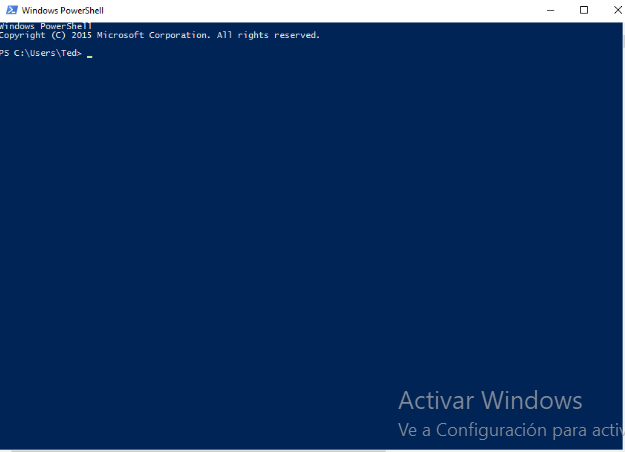 Windows PowerShell
Windows PowerShell
Copyright (C) 2015 Microsoft Corporation. All rights reserved.
PS C:\Users\Ted> _
Activar Windows
Ve a Configuración para activ